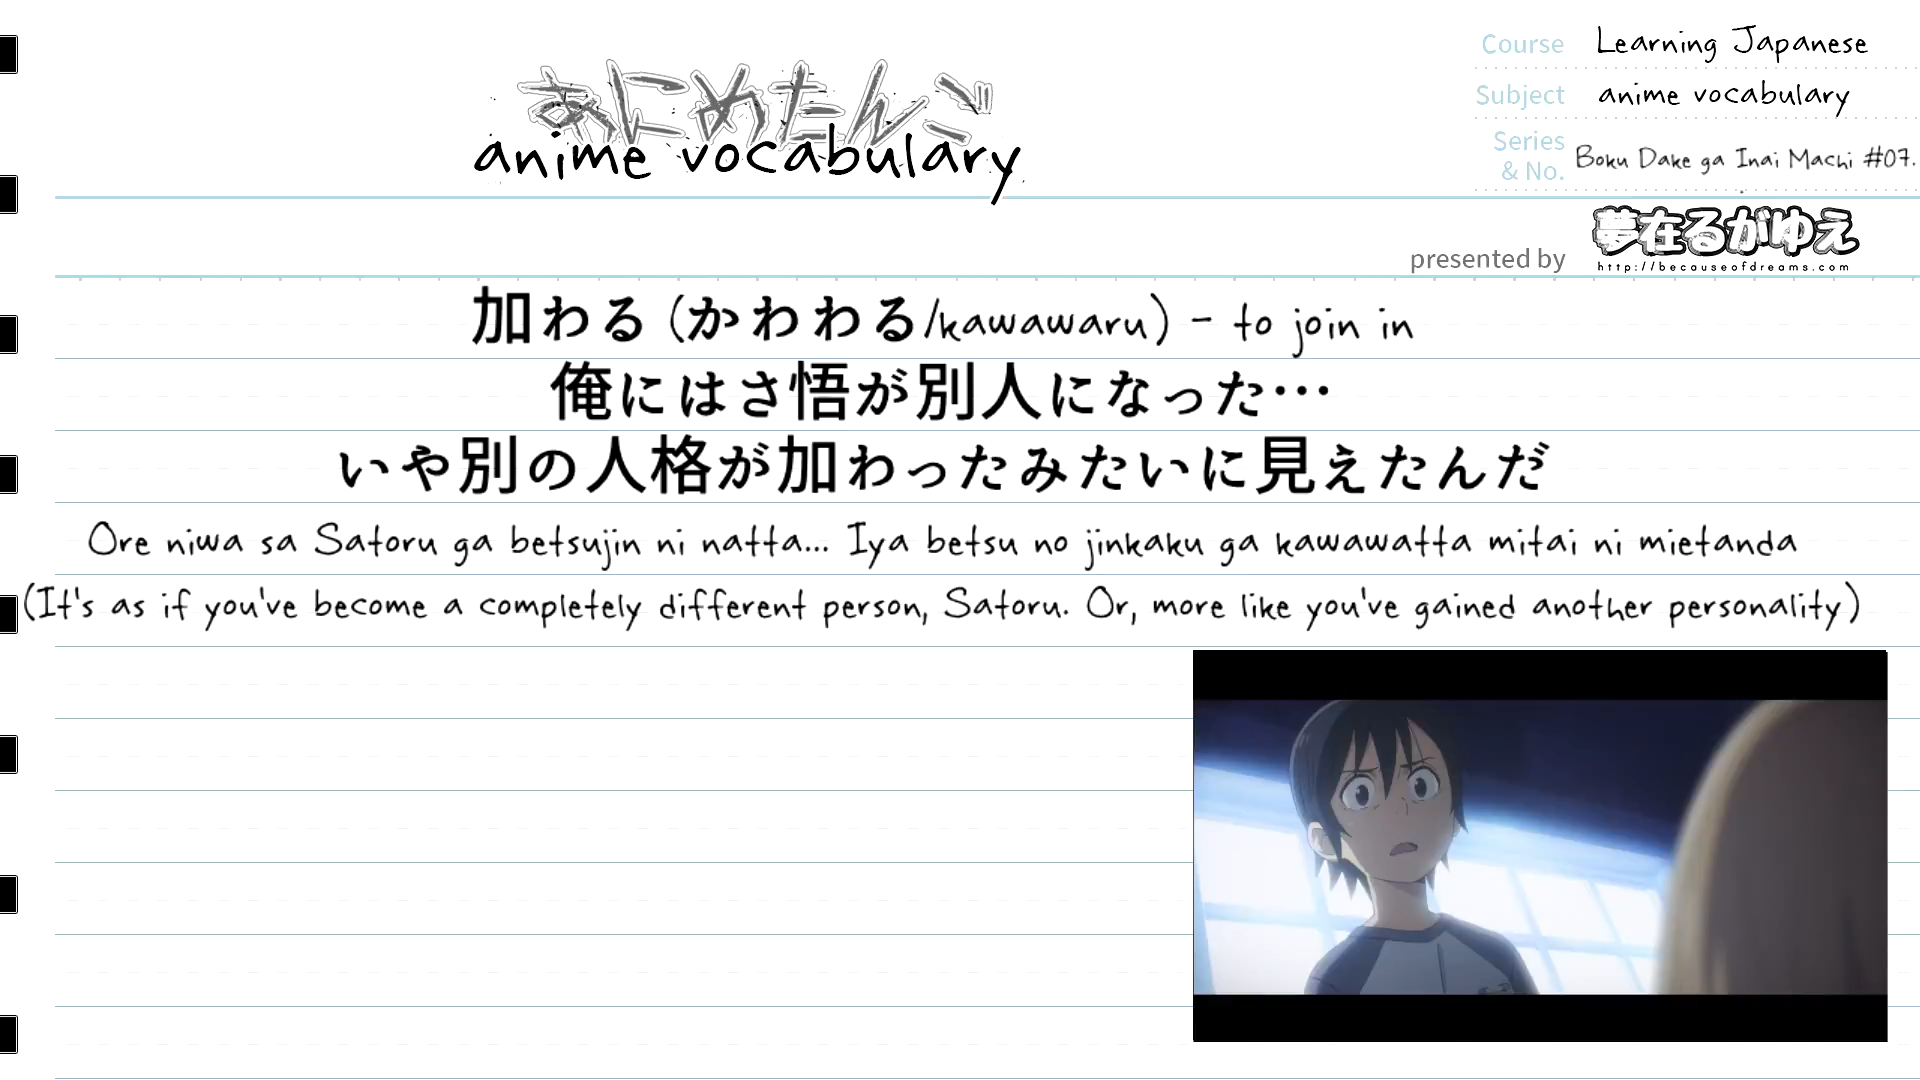 あにめたんご
anime vocabulary
Course Learning Japanese
Subject anime vocabulary
Series & No. Boku Dake ga Inai Machi #07.
presented by 夢在るがゆえ
http://becauseofdreams.com
加わる (かわわる/kawawaru) - to join in
俺にはさ悟が別人になった…
いや別の人格が加わったみたいに見えたんだ
Ore niwa sa Satoru ga betsujin ni natta... Iya betsu no jinkaku ga kawawatta mitai ni mietanda
(It's as if you've become a completely different person, Satoru. Or, more like you've gained another personality)